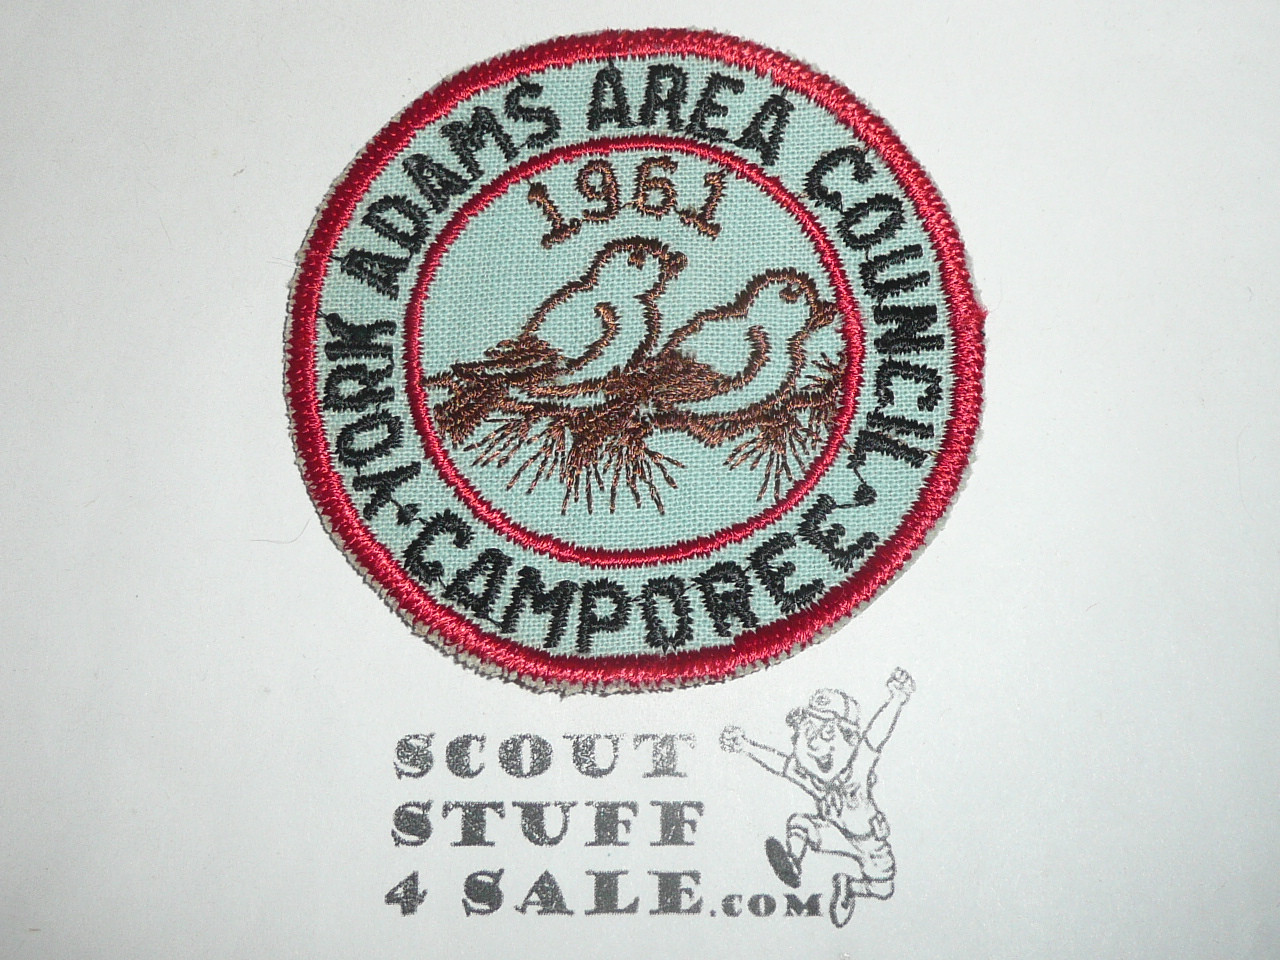 YORK ADAMS AREA COUNCIL
1961
CAMPOREE
SCOUT
STUFF
4 SALE.COM